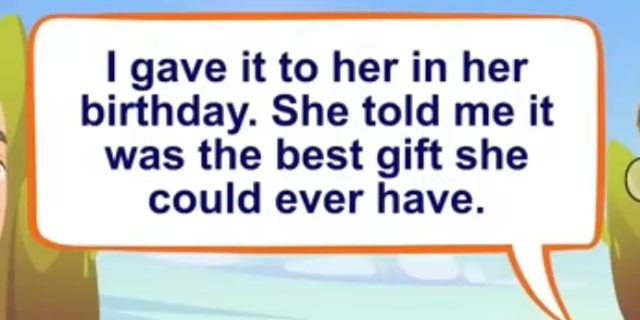 I gave it to her in her
birthday. She told me it
was the best gift she
could ever have.